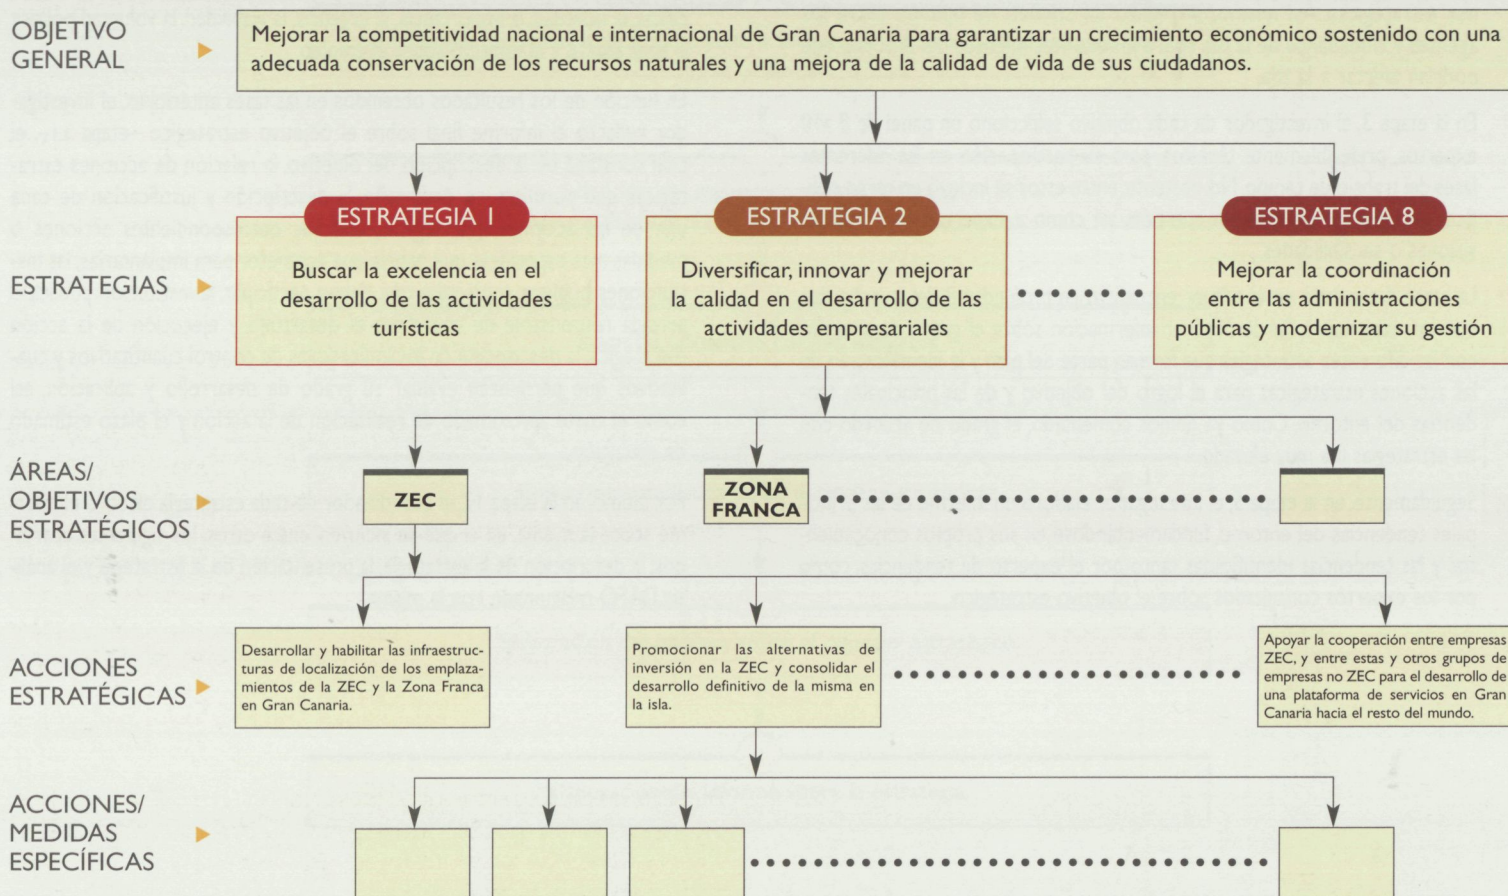 OBJETIVO
GENERAL
Mejorar la competitividad nacional e internacional de Gran Canaria para garantizar un crecimiento económico sostenido con una
adecuada conservación de los recursos naturales y una mejora de la calidad de vida de sus ciudadanos.
ESTRATEGIAS
ESTRATEGIA 1
Buscar la excelencia en el
desarrollo de las actividades
turísticas
ESTRATEGIA 2
Diversificar, innovar y mejorar
la calidad en el desarrollo de las
actividades empresariales
ESTRATEGIA 8
Mejorar la coordinación
entre las administraciones
públicas y modernizar su gestión
ÁREAS/
OBJETIVOS
ESTRATÉGICOS
ZEC
ZONA
FRANCA
ACCIONES
ESTRATÉGICAS
Desarrollar y habilitar las infraestruc-
turas de localización de los emplaza-
mientos de la ZEC y la Zona Franca
en Gran Canaria.
Promocionar las alternativas de
inversión en la ZEC y consolidar el
desarrollo definitivo de la misma en
la isla.
Apoyar la cooperación entre empresas
ZEC, y entre estas y otros grupos de
empresas no ZEC para el desarrollo de
una plataforma de servicios en Gran
Canaria hacia el resto del mundo.
ACCIONES/
MEDIDAS
ESPECÍFICAS